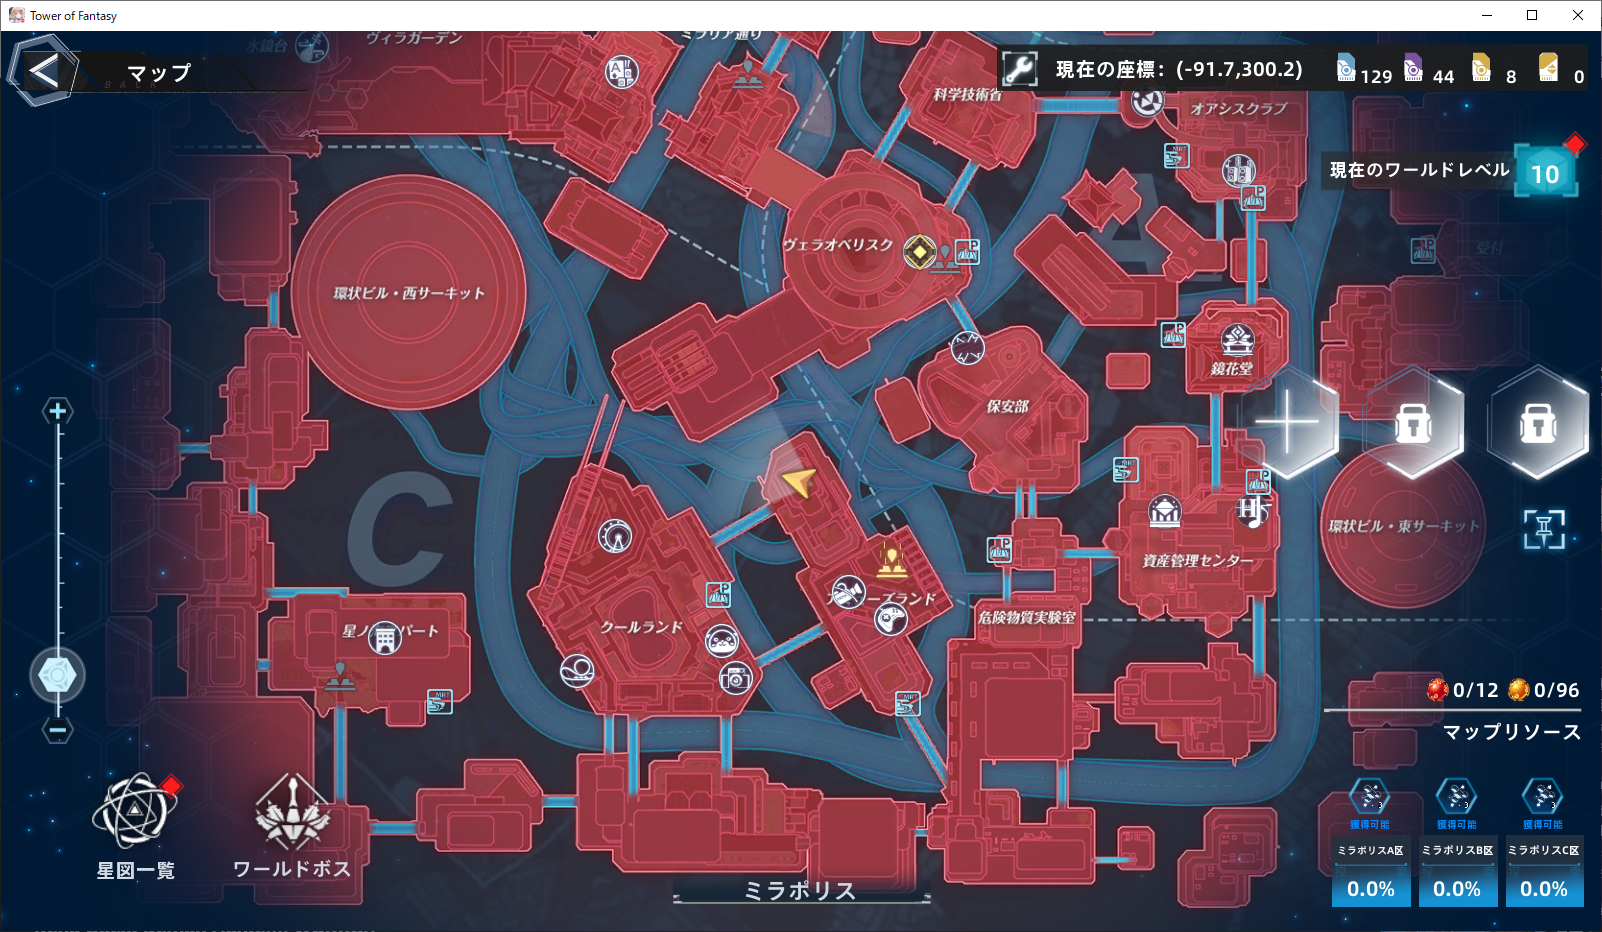 Tower of Fantasy
水鏡台
ヴィラガーデン
ミラリア通り
マップ
BACK
現在の座標：(-91.7,300.2)
129
44
8
0
科学技術省
オアシスクラブ
MRT
P
現在のワールドレベル
10
A
ヴェラオベリスク
P
P
受付
環状ビル・西サーキット
P
鏡花堂
保安部
MRT
P
C
環状ビル・東サーキット
P
資産管理センター
P
ーズランド
危険物質実験室
クールランド
星ノ
パート
MRT
MRT
0/12
0/96
マップリソース
3
3
3
獲得可能
獲得可能
獲得可能
ミラポリスA区
ミラポリスB区
ミラポリスC区
0.0%
0.0%
0.0%
星図一覧
ワールドボス
ミラポリス